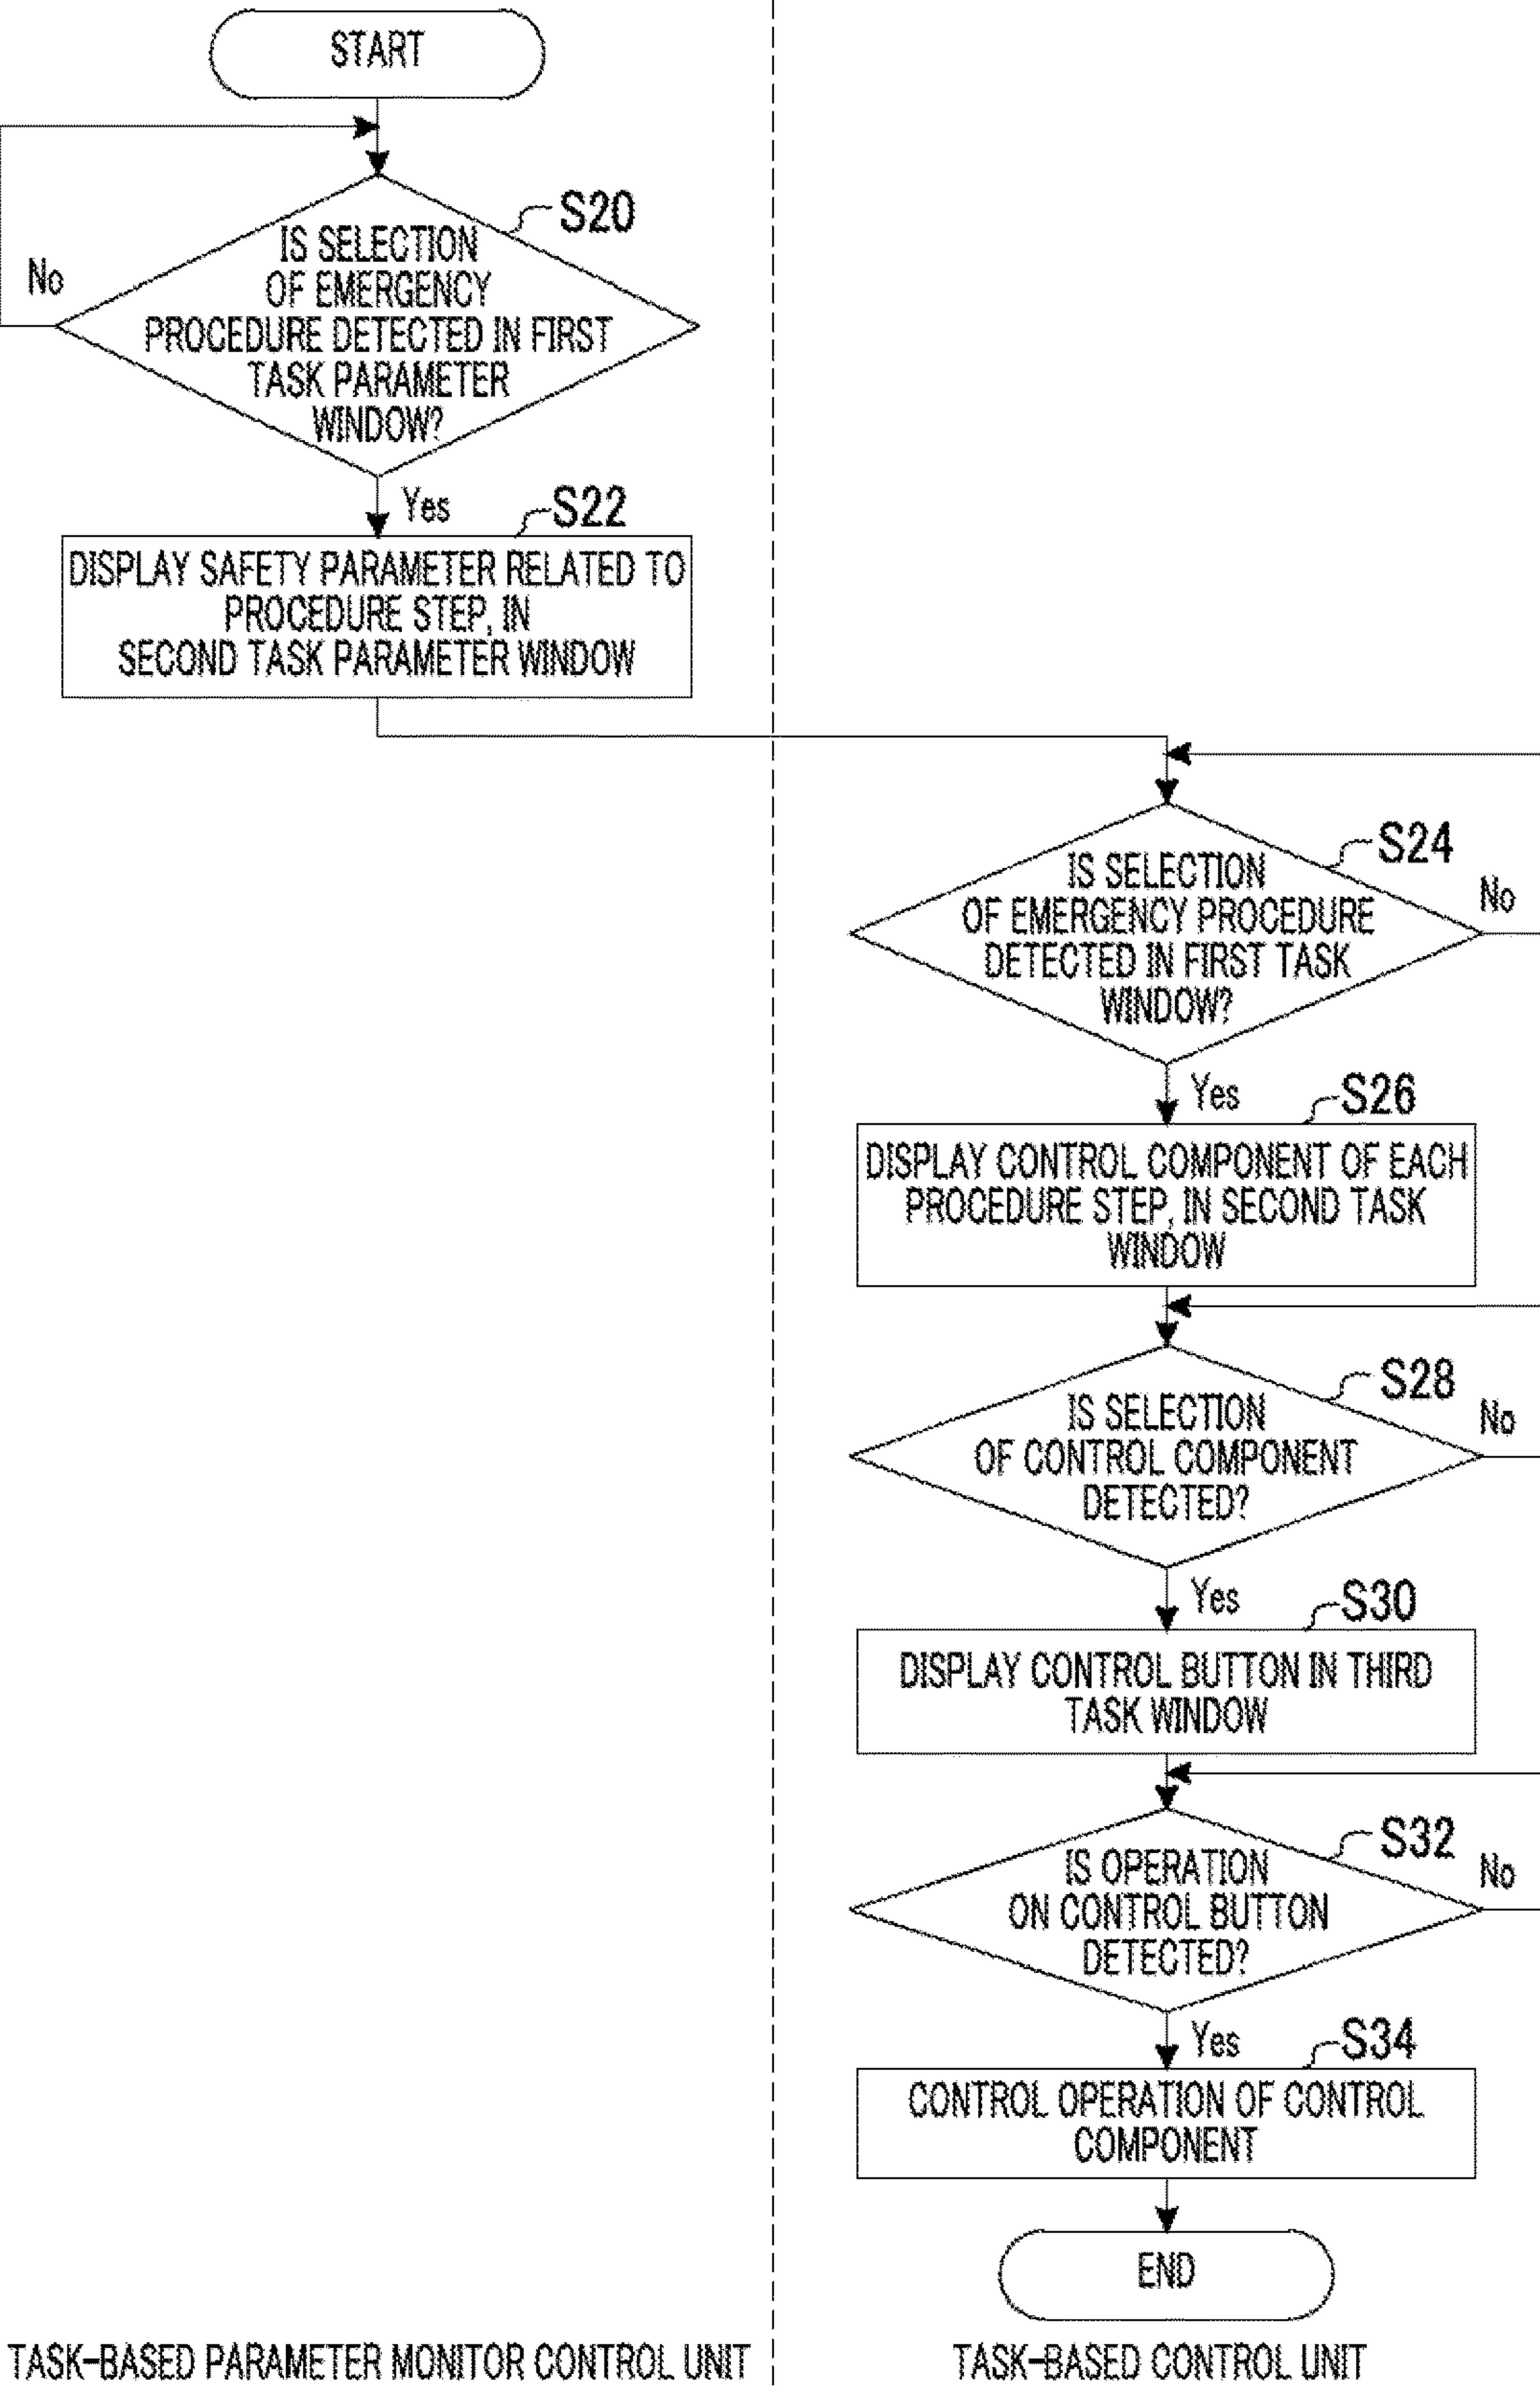 START
S20
IS SELECTION
OF EMERGENCY
PROCEDURE DETECTED IN FIRST
TASK PARAMETER
WINDOW?
No
Yes
S22
DISPLAY SAFETY PARAMETER RELATED TO
PROCEDURE STEP, IN
SECOND TASK PARAMETER WINDOW
S24
IS SELECTION
OF EMERGENCY PROCEDURE
DETECTED IN FIRST TASK
WINDOW?
No
Yes
S26
DISPLAY CONTROL COMPONENT OF EACH
PROCEDURE STEP, IN SECOND TASK
WINDOW
S28
IS SELECTION
OF CONTROL COMPONENT
DETECTED?
No
Yes
S30
DISPLAY CONTROL BUTTON IN THIRD
TASK WINDOW
S32
IS OPERATION
ON CONTROL BUTTON
DETECTED?
No
Yes
S34
CONTROL OPERATION OF CONTROL
COMPONENT
END
TASK-BASED PARAMETER MONITOR CONTROL UNIT
TASK-BASED CONTROL UNIT